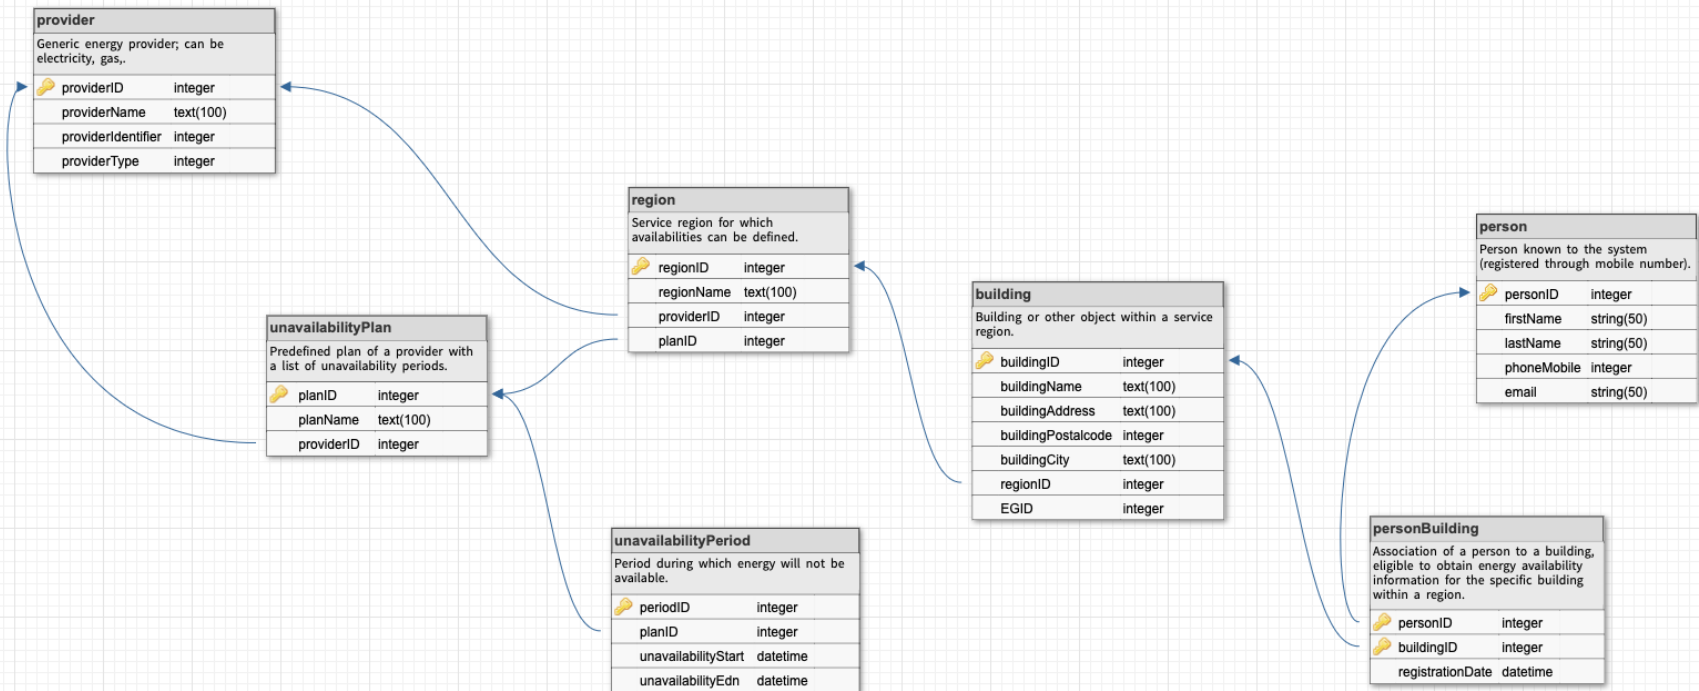 provider
Generic energy provider; can be
electricity, gas,.
providerID integer
providerName text(100)
providerIdentifier integer
providerType integer
region
Service region for which
availabilities can be defined.
regionID integer
regionName text(100)
providerID integer
planID integer
unavailabilityPlan
Predefined plan of a provider with
a list of unavailability periods.
planID integer
planName text(100)
providerID integer
unavailabilityPeriod
Period during which energy will not be
available.
periodID integer
planID integer
unavailabilityStart datetime
unavailabilityEdn datetime
building
Building or other object within a service
region.
buildingID integer
buildingName text(100)
buildingAddress text(100)
buildingPostalcode integer
buildingCity text(100)
regionID integer
EGID integer
person
Person known to the system
(registered through mobile number).
personID integer
firstName string(50)
lastName string(50)
phoneMobile integer
email string(50)
personBuilding
Association of a person to a building,
eligible to obtain energy availability
information for the specific building
within a region.
personID integer
buildingID integer
registrationDate datetime